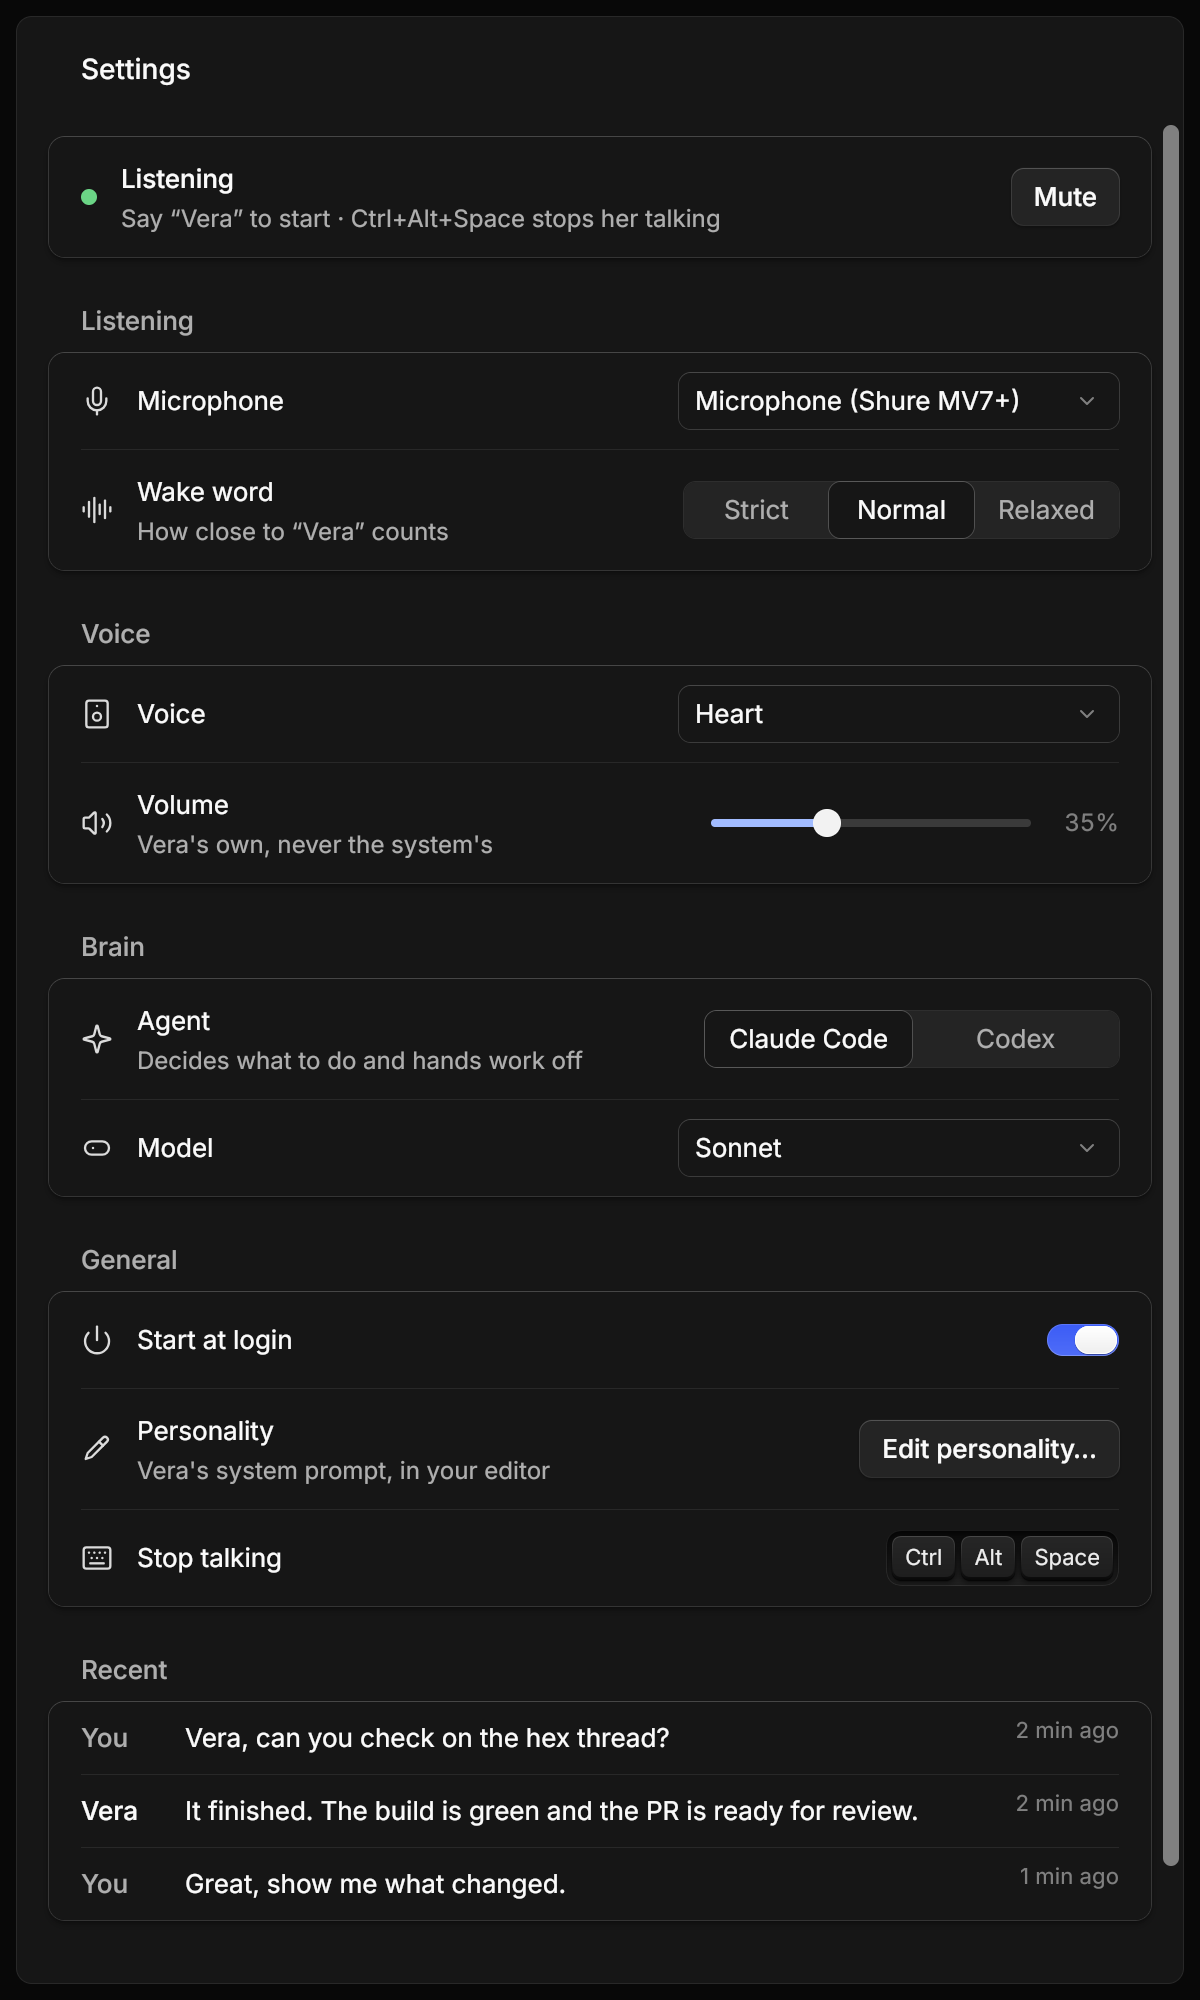 Settings
Listening
Say “Vera” to start · Ctrl+Alt+Space stops her talking
Mute
Listening
Microphone
Microphone (Shure MV7+)
Wake word
How close to “Vera” counts
Strict
Normal
Relaxed
Voice
Voice
Heart
Volume
Vera's own, never the system's
35%
Brain
Agent
Decides what to do and hands work off
Claude Code
Codex
Model
Sonnet
General
Start at login
Personality
Vera's system prompt, in your editor
Edit personality...
Stop talking
Ctrl Alt Space
Recent
You Vera, can you check on the hex thread? 2 min ago
Vera It finished. The build is green and the PR is ready for review. 2 min ago
You Great, show me what changed. 1 min ago